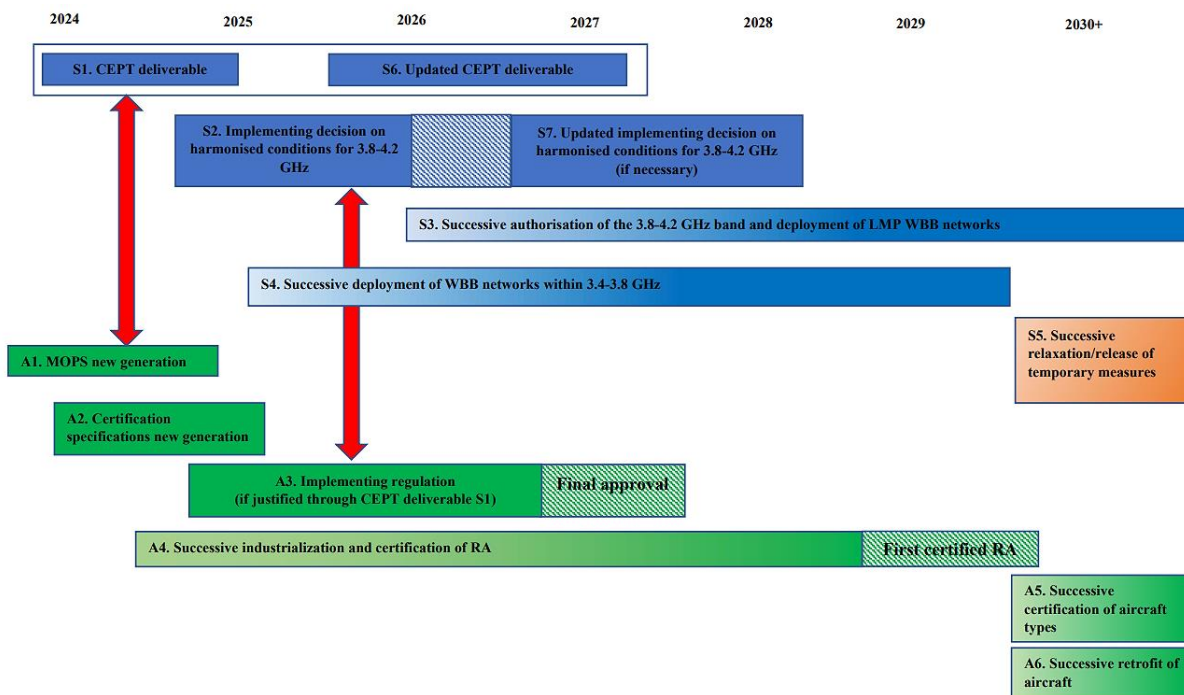 2024 2025 2026 2027 2028 2029 2030+
S1. CEPT deliverable
S6. Updated CEPT deliverable
S2. Implementing decision on
harmonised conditions for 3.8-4.2
GHz
S7. Updated implementing decision on
harmonised conditions for 3.8-4.2 GHz
(if necessary)
S3. Successive authorisation of the 3.8-4.2 GHz band and deployment of LMP WBB networks
S4. Successive deployment of WBB networks within 3.4-3.8 GHz
S5. Successive
relaxation/release of
temporary measures
A1. MOPS new generation
A2. Certification
specifications new generation
A3. Implementing regulation
(if justified through CEPT deliverable S1)
Final approval
A4. Successive industrialization and certification of RA
First certified RA
A5. Successive
certification of aircraft
types
A6. Successive retrofit of
aircraft